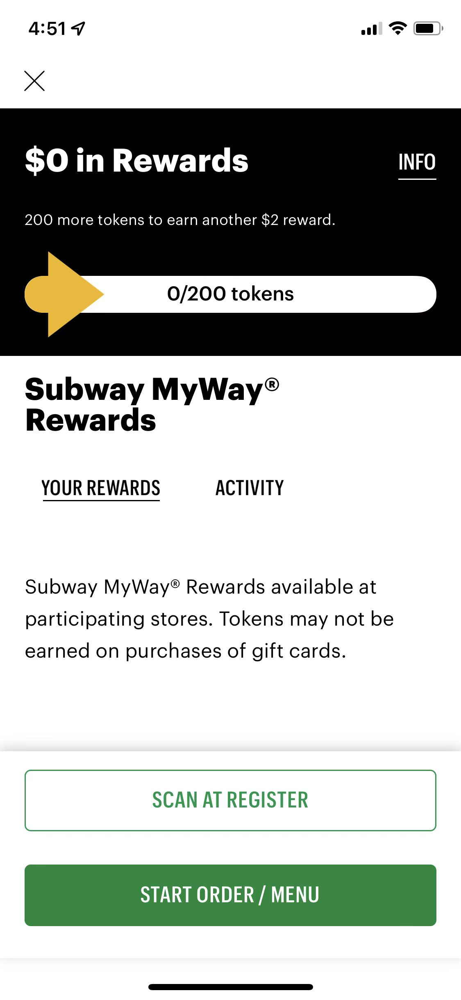 4:51
$0 in Rewards
INFO
200 more tokens to earn another $2 reward.
0/200 tokens
Subway MyWay®
Rewards
YOUR REWARDS
ACTIVITY
Subway MyWay® Rewards available at
participating stores. Tokens may not be
earned on purchases of gift cards.
SCAN AT REGISTER
START ORDER / MENU